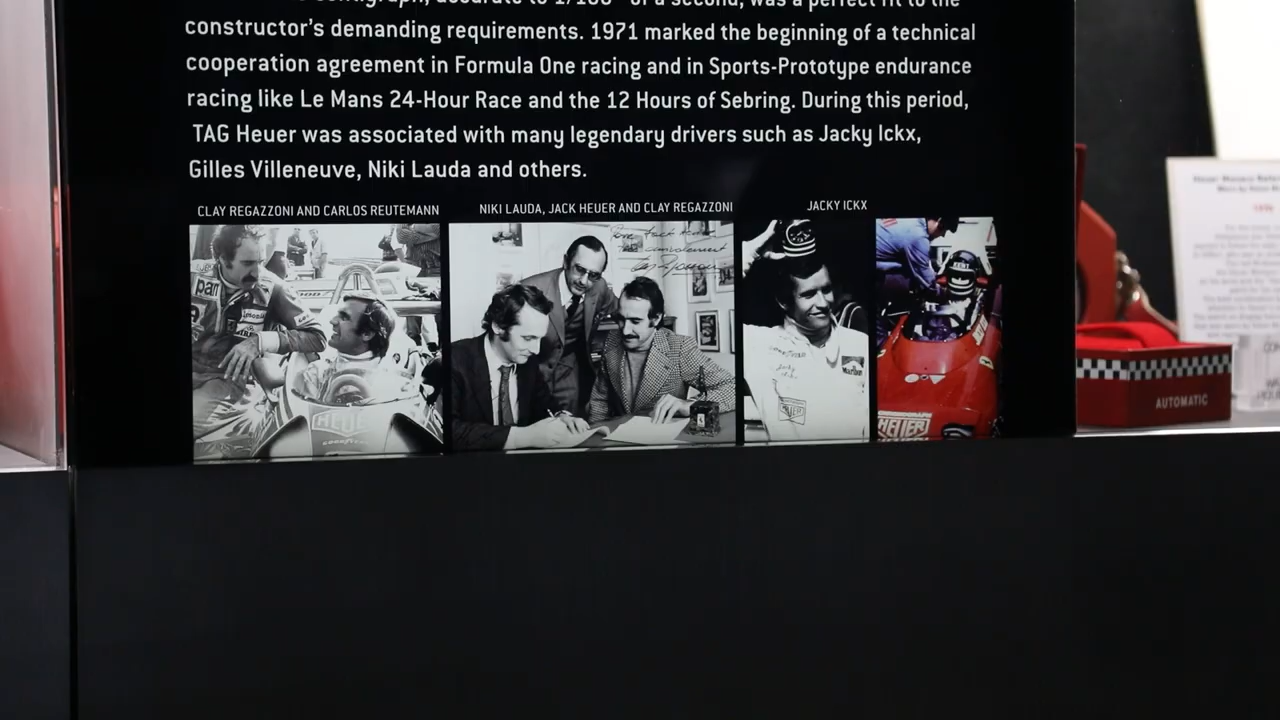 constructor's demanding requirements. 1971 marked the beginning of a technical
cooperation agreement in Formula One racing and in Sports-Prototype endurance
racing like Le Mans 24-Hour Race and the 12 Hours of Sebring. During this period,
TAG Heuer was associated with many legendary drivers such as Jacky Ickx,
Gilles Villeneuve, Niki Lauda and others.
CLAY REGAZZONI AND CARLOS REUTEMANN
NIKI LAUDA, JACK HEUER AND CLAY REGAZZONI
JACKY ICKX
Marlboro
HEUER
HEUER
AUTOMATIC